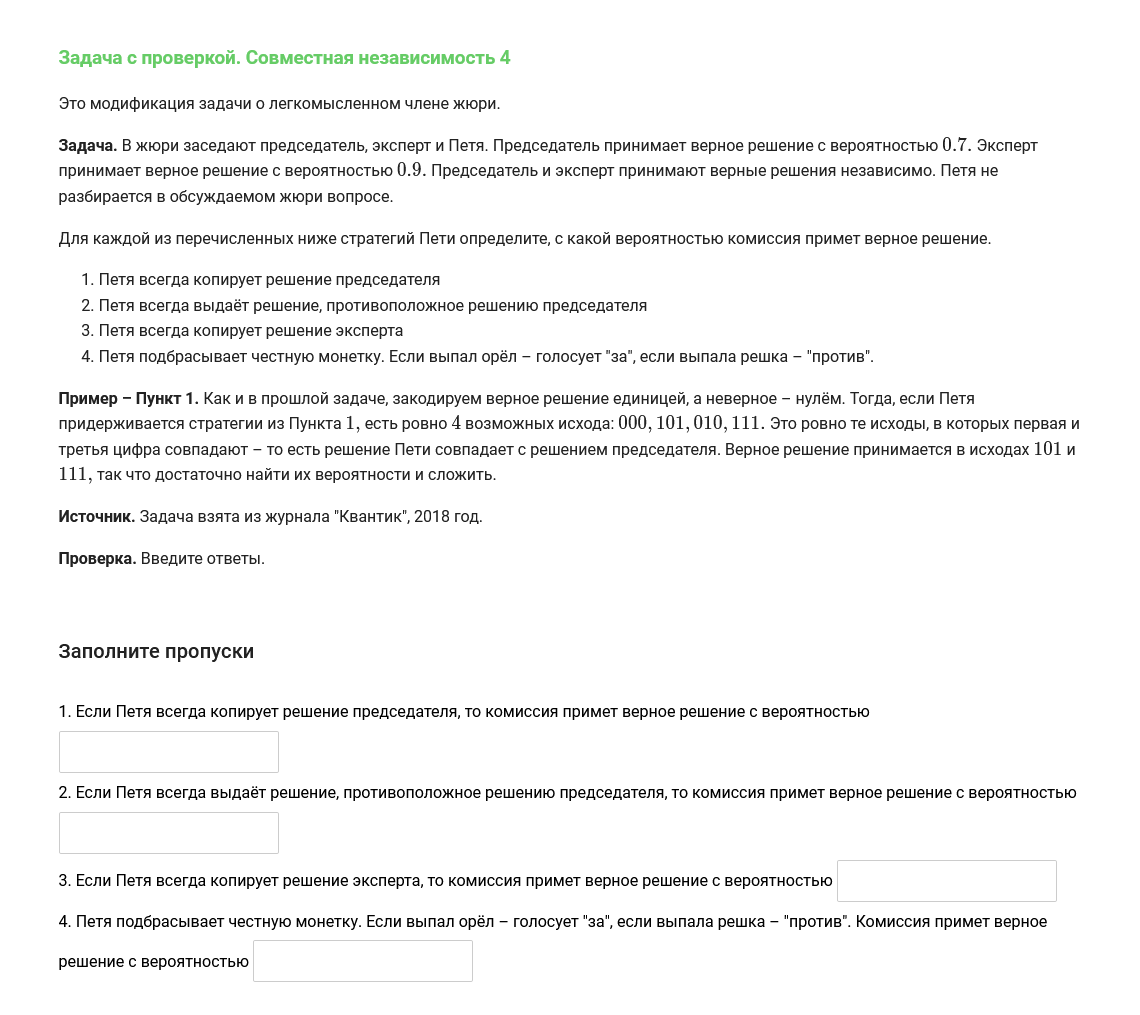 Задача с проверкой. Совместная независимость 4
Это модификация задачи о легкомысленном члене жюри.
Задача. В жюри заседают председатель, эксперт и Петя. Председатель принимает верное решение с вероятностью 0.7. Эксперт
принимает верное решение с вероятностью 0.9. Председатель и эксперт принимают верные решения независимо. Петя не
разбирается в обсуждаемом жюри вопросе.
Для каждой из перечисленных ниже стратегий Пети определите, с какой вероятностью комиссия примет верное решение.
1. Петя всегда копирует решение председателя
2. Петя всегда выдаёт решение, противоположное решению председателя
3. Петя всегда копирует решение эксперта
4. Петя подбрасывает честную монетку. Если выпал орёл – голосует "за", если выпала решка – "против".
Пример – Пункт 1. Как и в прошлой задаче, закодируем верное решение единицей, а неверное – нулём. Тогда, если Петя
придерживается стратегии из Пункта 1, есть ровно 4 возможных исхода: 000, 101, 010, 111. Это ровно те исходы, в которых первая и
третья цифра совпадают – то есть решение Пети совпадает с решением председателя. Верное решение принимается в исходах 101 и
111, так что достаточно найти их вероятности и сложить.
Источник. Задача взята из журнала "Квантик", 2018 год.
Проверка. Введите ответы.
Заполните пропуски
1. Если Петя всегда копирует решение председателя, то комиссия примет верное решение с вероятностью
2. Если Петя всегда выдаёт решение, противоположное решению председателя, то комиссия примет верное решение с вероятностью
3. Если Петя всегда копирует решение эксперта, то комиссия примет верное решение с вероятностью
4. Петя подбрасывает честную монетку. Если выпал орёл – голосует "за", если выпала решка – "против". Комиссия примет верное
решение с вероятностью